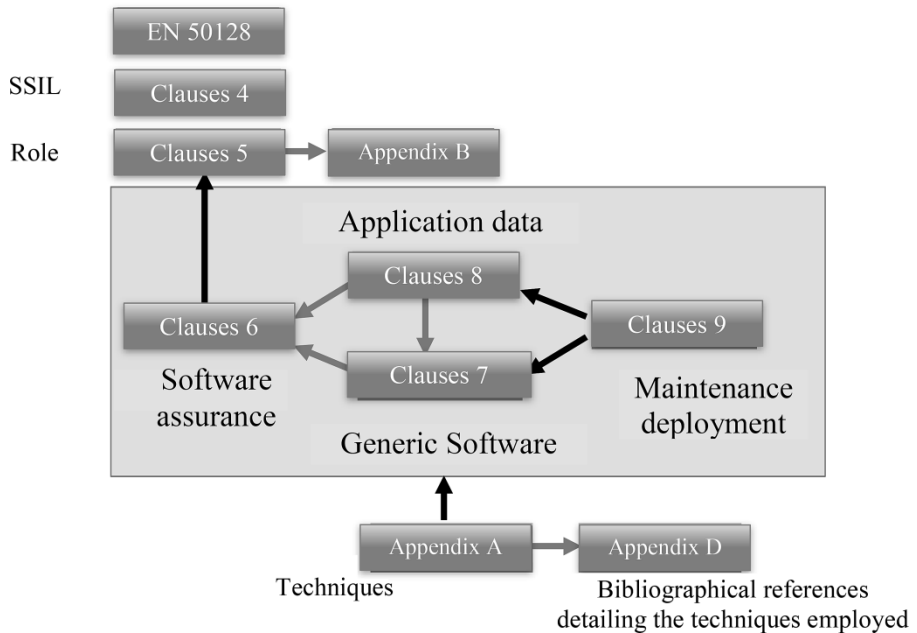 EN 50128
SSIL
Clauses 4
Role
Clauses 5
Appendix B
Application data
Clauses 8
Clauses 6
Clauses 9
Clauses 7
Software
assurance
Maintenance
deployment
Generic Software
Appendix A
Appendix D
Techniques
Bibliographical references
detailing the techniques employed